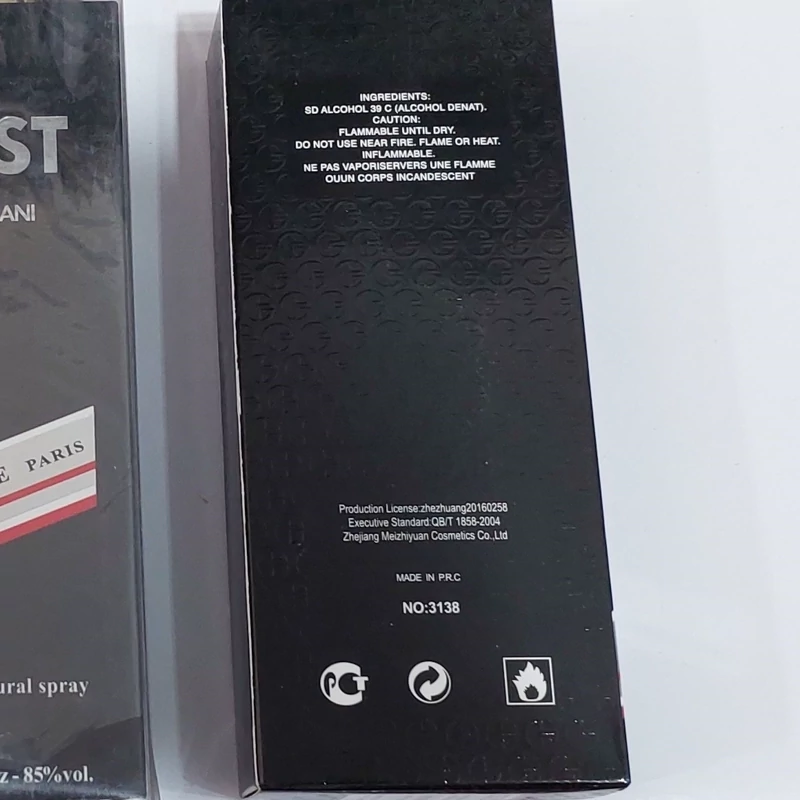 ST
ANI
E PARIS
ural spray
z - 85%vol.
INGREDIENTS:
SD ALCOHOL 39 C (ALCOHOL DENAT).
CAUTION:
FLAMMABLE UNTIL DRY.
DO NOT USE NEAR FIRE. FLAME OR HEAT.
INFLAMMABLE.
NE PAS VAPORISERVERS UNE FLAMME
OUUN CORPS INCANDESCENT
Production License:zhezhuang20160258
Executive Standard:QB/T 1858-2004
Zhejiang Meizhiyuan Cosmetics Co.,Ltd
MADE IN P.R.C
NO:3138
PCT